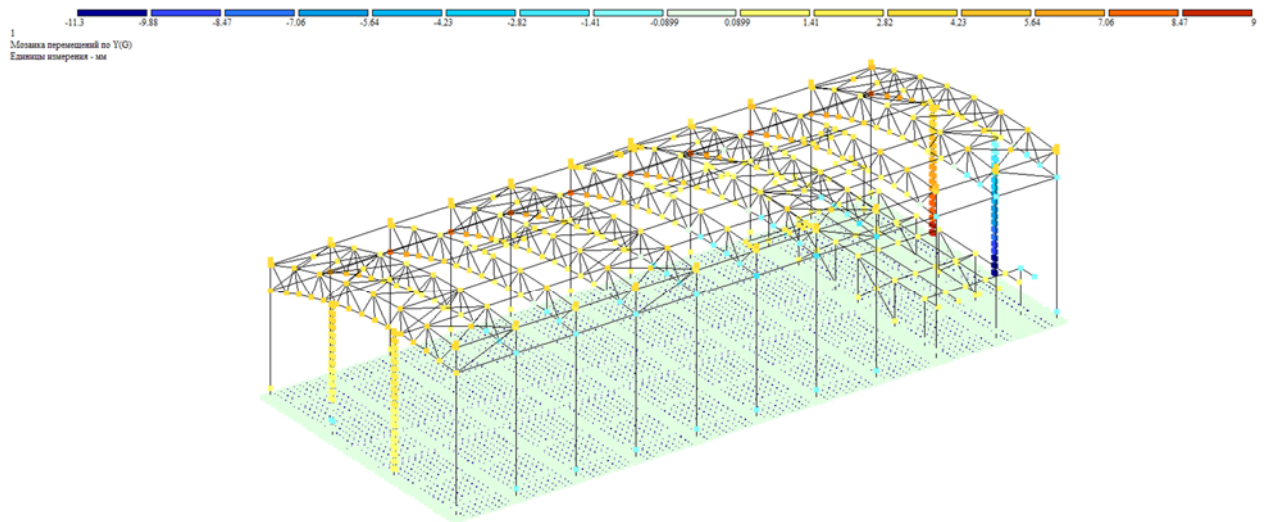 -11.3 -9.88 -8.47 -7.06 -5.64 -4.23 -2.82 -1.41 -0.0899 0.0899 1.41 2.82 4.23 5.64 7.06 8.47 9
1
Мозаика перемещений по Y(G)
Единицы измерения - мм